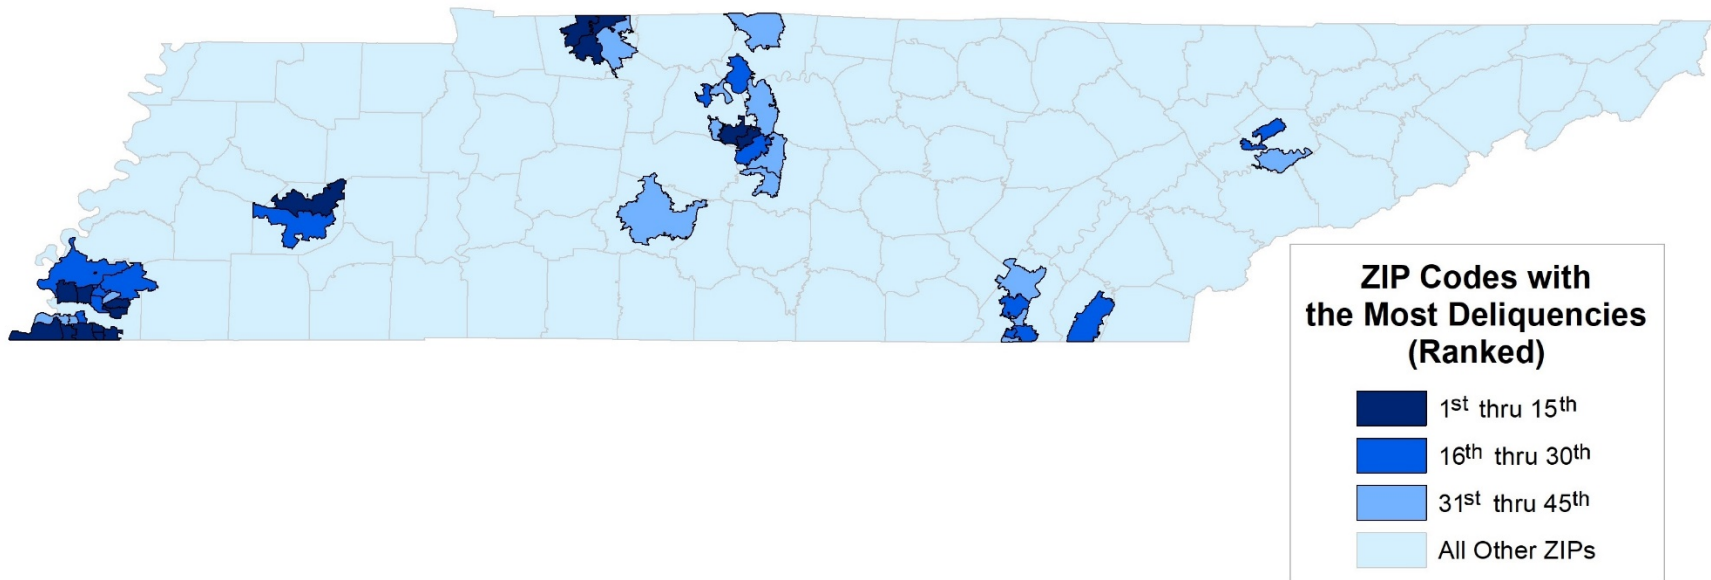 ZIP Codes with
the Most Deliquencies
(Ranked)
1st thru 15th
16th thru 30th
31st thru 45th
All Other ZIPs